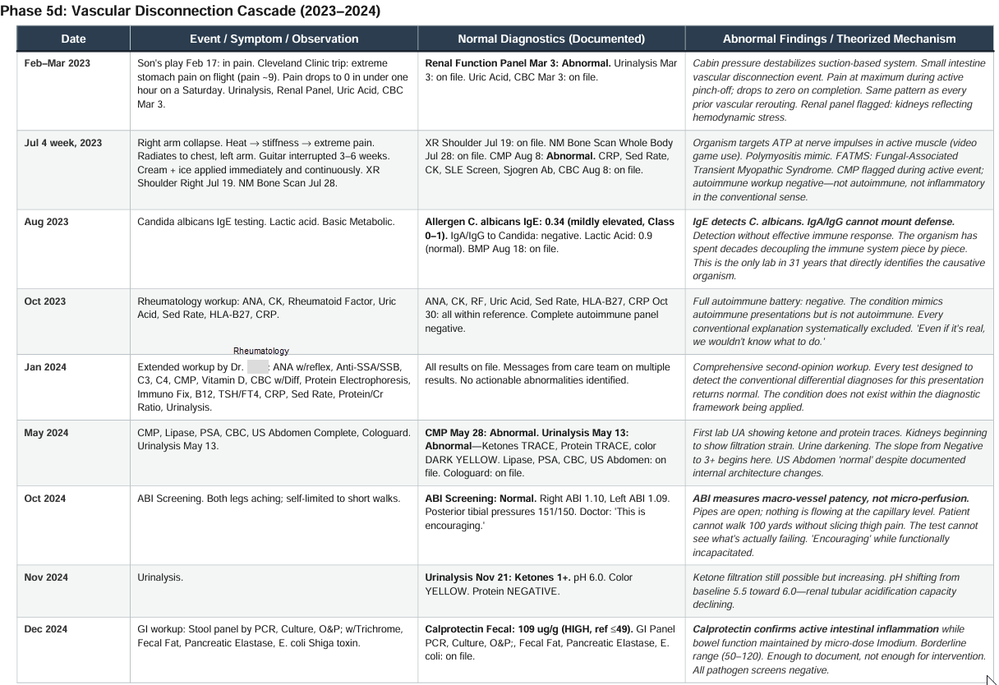 Phase 5d: Vascular Disconnection Cascade (2023–2024)
Date
Event / Symptom / Observation
Normal Diagnostics (Documented)
Abnormal Findings / Theorized Mechanism
Feb–Mar 2023
Son's play Feb 17: in pain. Cleveland Clinic trip: extreme
stomach pain on flight (pain ~9). Pain drops to 0 in under one
hour on a Saturday. Urinalysis, Renal Panel, Uric Acid, CBC
Mar 3.
Renal Function Panel Mar 3: Abnormal. Urinalysis Mar
3: on file. Uric Acid, CBC Mar 3: on file.
Cabin pressure destabilizes suction-based system. Small intestine
vascular disconnection event. Pain at maximum during active
pinch-off; drops to zero on completion. Same pattern as every
prior vascular rerouting. Renal panel flagged: kidneys reflecting
hemodynamic stress.
Jul 4 week, 2023
Right arm collapse. Heat → stiffness → extreme pain.
Radiates to chest, left arm. Guitar interrupted 3–6 weeks.
Cream + ice applied immediately and continuously. XR
Shoulder Right Jul 19. NM Bone Scan Jul 28.
XR Shoulder Jul 19: on file. NM Bone Scan Whole Body
Jul 28: on file. CMP Aug 8: Abnormal. CRP, Sed Rate,
CK, SLE Screen, Sjogren Ab, CBC Aug 8: on file.
Organism targets ATP at nerve impulses in active muscle (video
game use). Polymyositis mimic. FATMS: Fungal-Associated
Transient Myopathic Syndrome. CMP flagged during active event;
autoimmune workup negative—not autoimmune, not inflammatory
in the conventional sense.
Aug 2023
Candida albicans IgE testing. Lactic acid. Basic Metabolic.
Allergen C. albicans IgE: 0.34 (mildly elevated, Class
0–1). IgA/IgG to Candida: negative. Lactic Acid: 0.9
(normal). BMP Aug 18: on file.
IgE detects C. albicans. IgA/IgG cannot mount defense.
Detection without effective immune response. The organism has
spent decades decoupling the immune system piece by piece.
This is the only lab in 31 years that directly identifies the causative
organism.
Oct 2023
Rheumatology workup: ANA, CK, Rheumatoid Factor, Uric
Acid, Sed Rate, HLA-B27, CRP.
ANA, CK, RF, Uric Acid, Sed Rate, HLA-B27, CRP Oct
30: all within reference. Complete autoimmune panel
negative.
Full autoimmune battery: negative. The condition mimics
autoimmune presentations but is not autoimmune. Every
conventional explanation systematically excluded. 'Even if it's real,
we wouldn't know what to do.'
Rheumatology
Jan 2024
Extended workup by Dr. : ANA w/reflex, Anti-SSA/SSB,
C3, C4, CMP, Vitamin D, CBC w/Diff, Protein Electrophoresis,
Immuno Fix, B12, TSH/FT4, CRP, Sed Rate, Protein/Cr
Ratio, Urinalysis.
All results on file. Messages from care team on multiple
results. No actionable abnormalities identified.
Comprehensive second-opinion workup. Every test designed to
detect the conventional differential diagnoses for this presentation
returns normal. The condition does not exist within the diagnostic
framework being applied.
May 2024
CMP, Lipase, PSA, CBC, US Abdomen Complete, Cologuard.
Urinalysis May 13.
CMP May 28: Abnormal. Urinalysis May 13:
Abnormal—Ketones TRACE, Protein TRACE, color
DARK YELLOW. Lipase, PSA, CBC, US Abdomen: on
file. Cologuard: on file.
First lab UA showing ketone and protein traces. Kidneys beginning
to show filtration strain. Urine darkening. The slope from Negative
to 3+ begins here. US Abdomen 'normal' despite documented
internal architecture changes.
Oct 2024
ABI Screening. Both legs aching; self-limited to short walks.
ABI Screening: Normal. Right ABI 1.10, Left ABI 1.09.
Posterior tibial pressures 151/150. Doctor: 'This is
encouraging.'
ABI measures macro-vessel patency, not micro-perfusion.
Pipes are open; nothing is flowing at the capillary level. Patient
cannot walk 100 yards without slicing thigh pain. The test cannot
see what's actually failing. 'Encouraging' while functionally
incapacitated.
Nov 2024
Urinalysis.
Urinalysis Nov 21: Ketones 1+. pH 6.0. Color
YELLOW. Protein NEGATIVE.
Ketone filtration still possible but increasing. pH shifting from
baseline 5.5 toward 6.0—renal tubular acidification capacity
declining.
Dec 2024
GI workup: Stool panel by PCR, Culture, O&P; w/Trichrome,
Fecal Fat, Pancreatic Elastase, E. coli Shiga toxin.
Calprotectin Fecal: 109 ug/g (HIGH, ref ≤49). GI Panel
PCR, Culture, O&P;, Fecal Fat, Pancreatic Elastase, E.
coli: on file.
Calprotectin confirms active intestinal inflammation while
bowel function maintained by micro-dose Imodium. Borderline
range (50–120). Enough to document, not enough for intervention.
All pathogen screens negative.